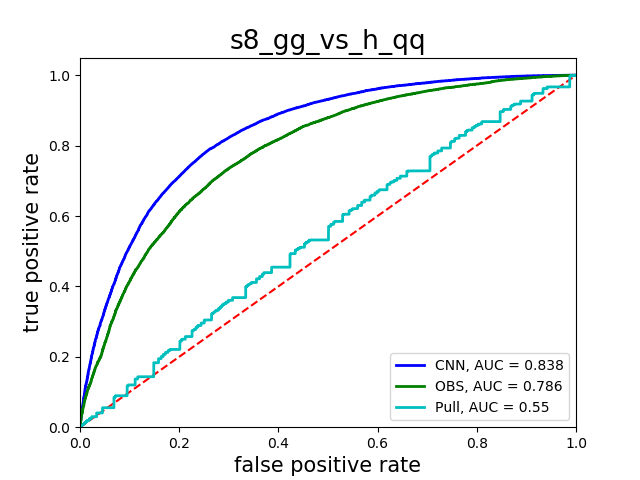 s8_gg_vs_h_qq
true positive rate
1.0
0.8
0.6
0.4
0.2
0.0
CNN, AUC = 0.838
OBS, AUC = 0.786
Pull, AUC = 0.55
0.0 0.2 0.4 0.6 0.8 1.0
false positive rate